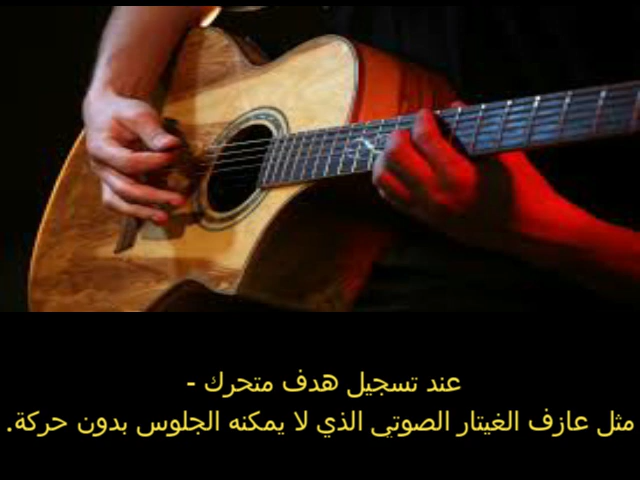 عند تسجيل هدف متحرك -
مثل عازف الغيتار الصوتي الذي لا يمكنه الجلوس بدون حركة.